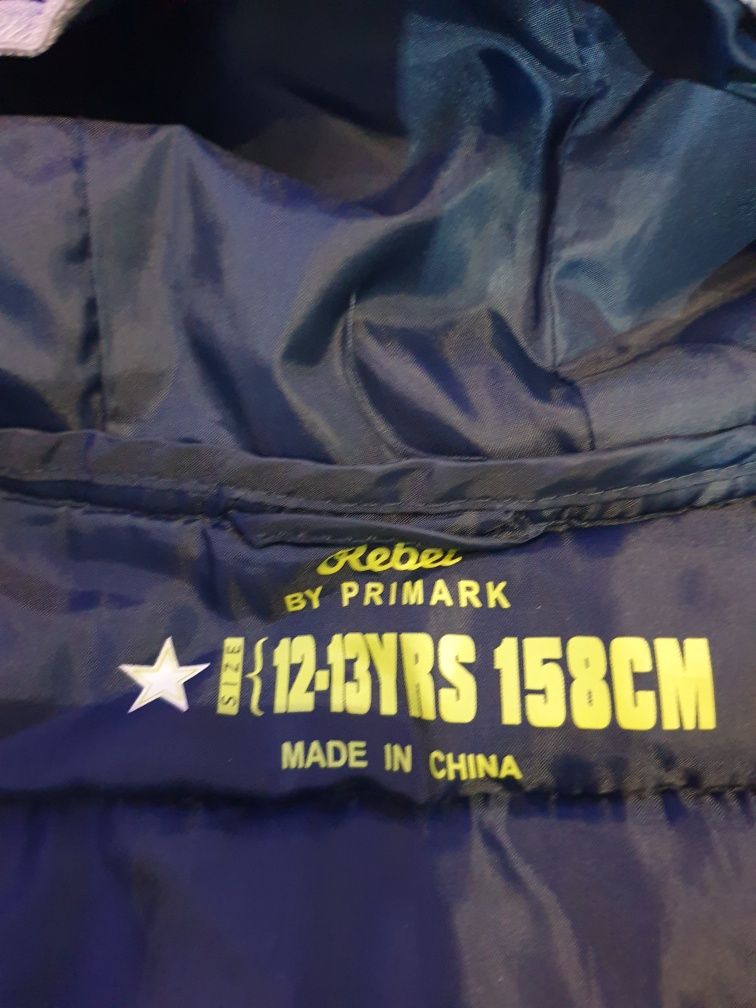 Rebel
BY PRIMARK
SIZE { 12-13YRS 158CM
MADE IN CHINA